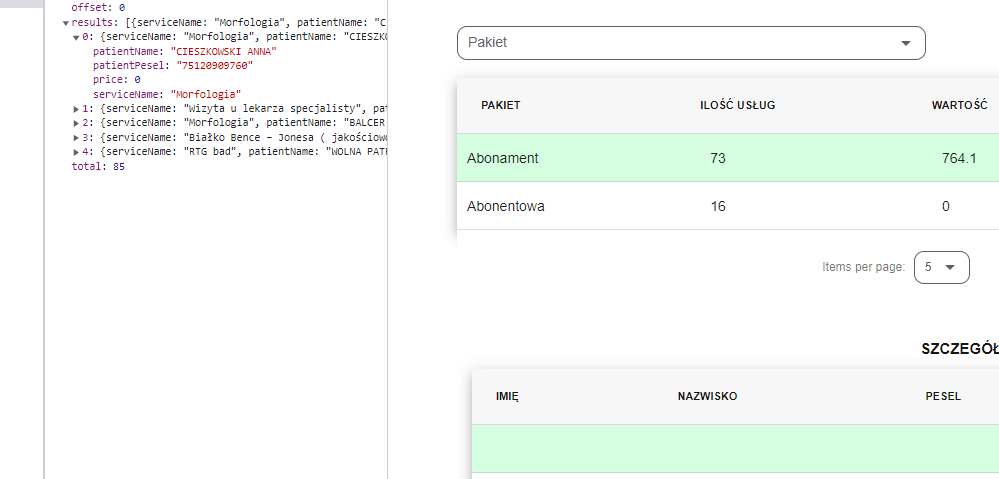 offset: 0
results: [{serviceName: "Morfologia", patientName: "C
0: {serviceName: "Morfologia", patientName: "CIESZKO
patientName: "CIESZKOWSKI ANNA"
patientPesel: "75120909760"
price: 0
serviceName: "Morfologia"
1: {serviceName: "Wizyta u lekarza specjalisty", pat
2: {serviceName: "Morfologia", patientName: "BALCER
3: {serviceName: "Białko Bence – Jonesa ( jakościowo
4: {serviceName: "RTG bad", patientName: "WOLNA PATR
total: 85
Pakiet
PAKIET ILOŚĆ USŁUG WARTOŚĆ
Abonament 73 764.1
Abonentowa 16 0
Items per page: 5
SZCZEGÓŁ
IMIĘ NAZWISKO PESEL